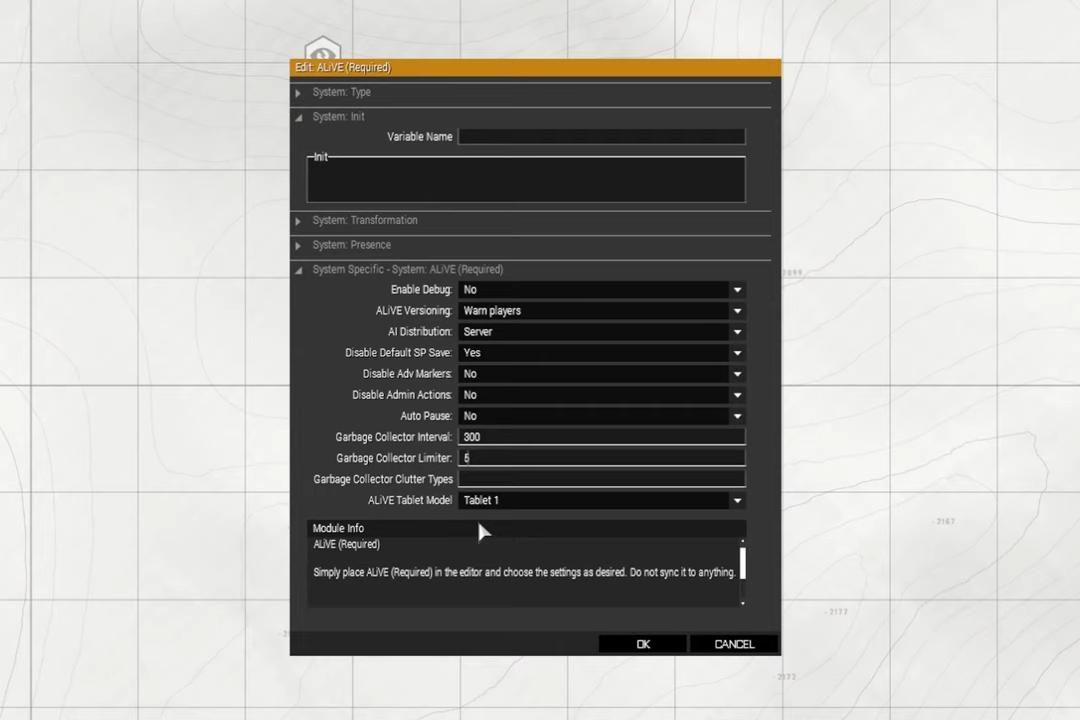 Edit: ALiVE (Required)
System: Type
System: Init
Variable Name
Init
System: Transformation
System: Presence
2099
System Specific - System: ALiVE (Required)
Enable Debug: No
ALiVE Versioning: Warn players
AI Distribution: Server
Disable Default SP Save: Yes
Disable Adv Markers: No
Disable Admin Actions: No
Auto Pause: No
Garbage Collector Interval: 300
Garbage Collector Limiter: 5
Garbage Collector Clutter Types
ALiVE Tablet Model Tablet 1
2167
Module Info
ALiVE (Required)
Simply place ALiVE (Required) in the editor and choose the settings as desired. Do not sync it to anything.
2177
OK CANCEL
2172